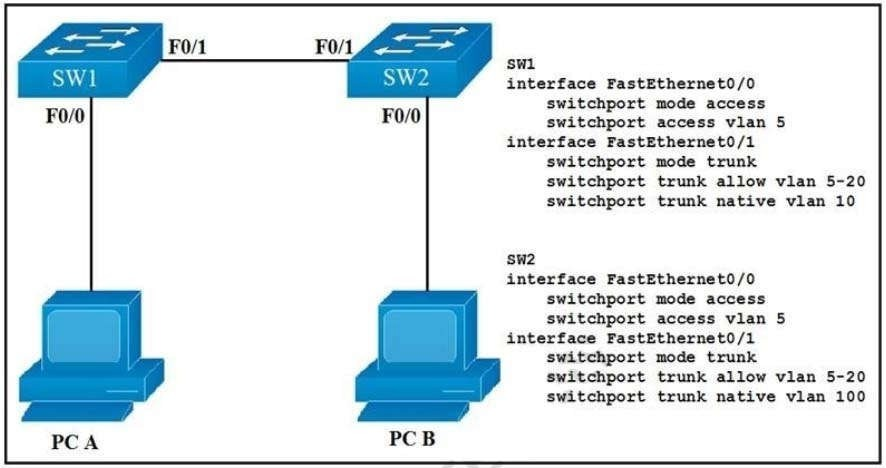 F0/1
F0/1
SW1
SW2
F0/0
F0/0
PC A
PC B
SW1
interface FastEthernet0/0
switchport mode access
switchport access vlan 5
interface FastEthernet0/1
switchport mode trunk
switchport trunk allow vlan 5-20
switchport trunk native vlan 10
SW2
interface FastEthernet0/0
switchport mode access
switchport access vlan 5
interface FastEthernet0/1
switchport mode trunk
switchport trunk allow vlan 5-20
switchport trunk native vlan 100